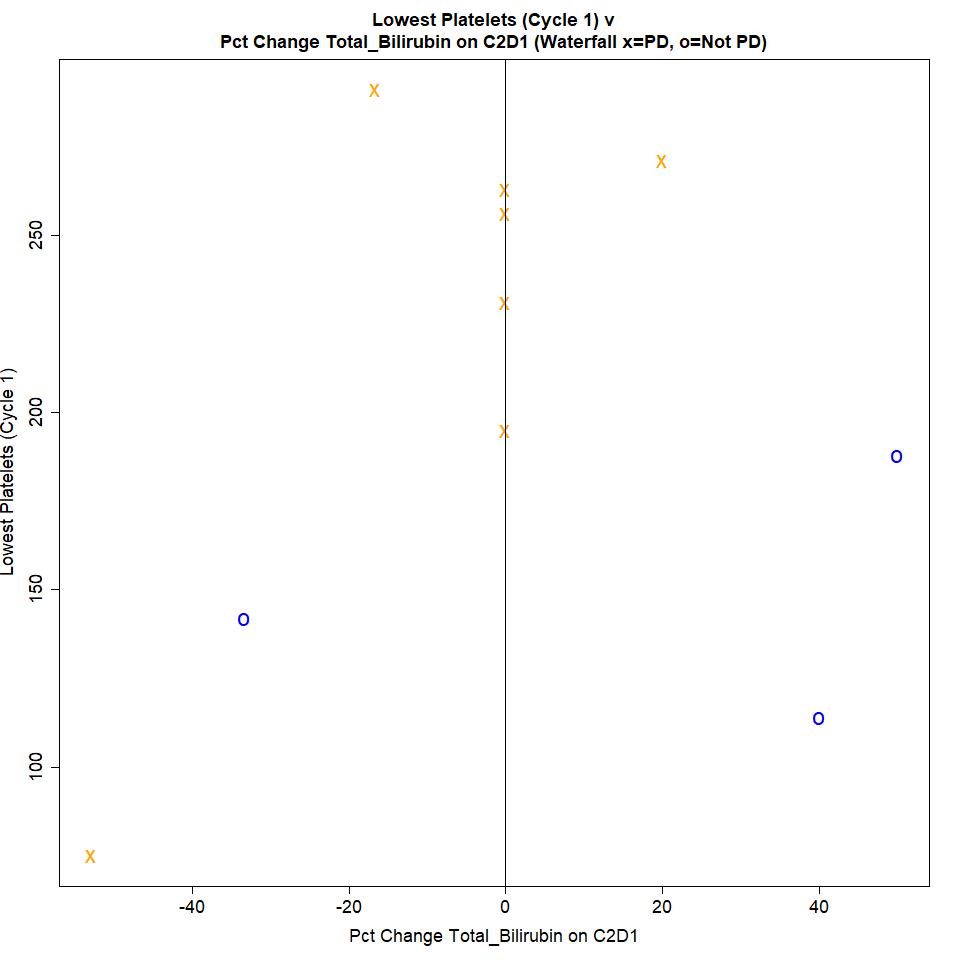 Lowest Platelets (Cycle 1) v
Pct Change Total_Bilirubin on C2D1 (Waterfall x=PD, o=Not PD)
Lowest Platelets (Cycle 1)
250
200
150
100
X
X
X
X
X
X
O
O
O
X
-40
-20
0
20
40
Pct Change Total_Bilirubin on C2D1